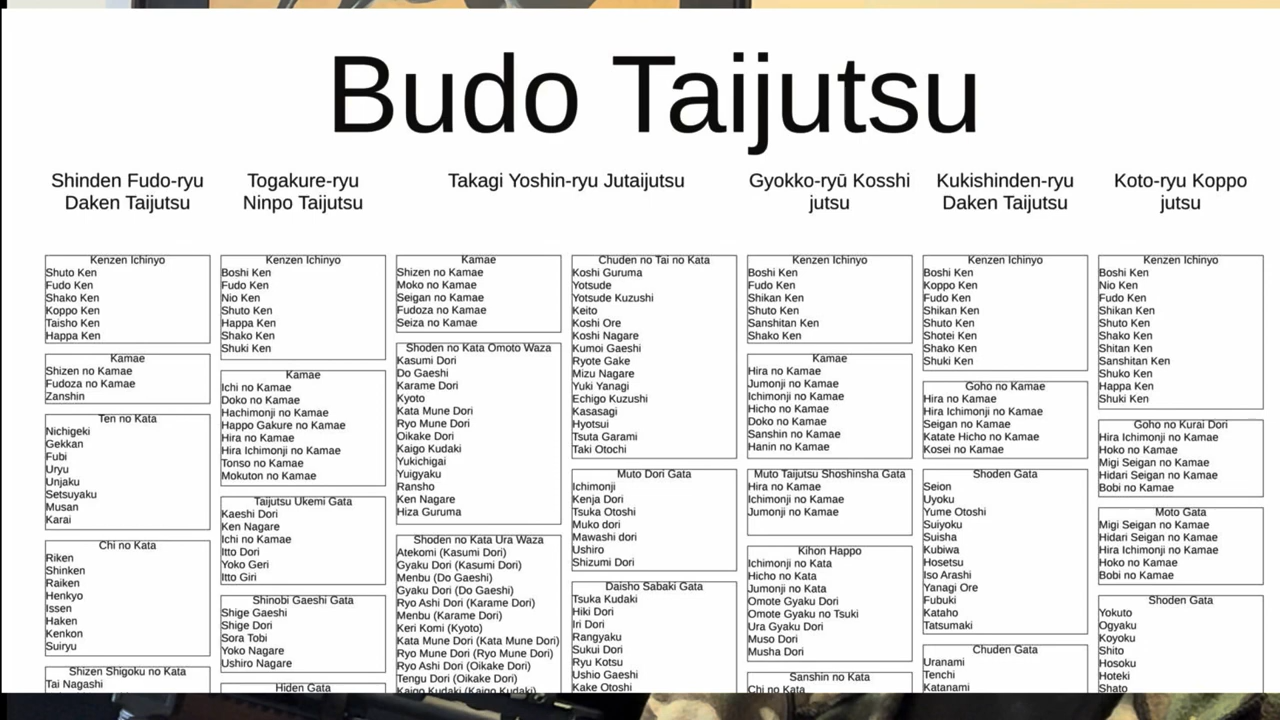 Budo Taijutsu
Shinden Fudo-ryu
Daken Taijutsu
Kenzen Ichinyo
Shuto Ken
Fudo Ken
Shako Ken
Koppo Ken
Taisho Ken
Happa Ken
Kamae
Shizen no Kamae
Fudoza no Kamae
Zanshin
Ten no Kata
Nichigeki
Gekkan
Fubi
Uryu
Unjaku
Setsuyaku
Musan
Karai
Chi no Kata
Riken
Shinken
Raiken
Henkyo
Issen
Haken
Kenkon
Suiryu
Shizen Shigoku no Kata
Tai Nagashi
Togakure-ryu
Ninpo Taijutsu
Kenzen Ichinyo
Boshi Ken
Fudo Ken
Nio Ken
Shuto Ken
Happa Ken
Shako Ken
Shuki Ken
Kamae
Ichi no Kamae
Doko no Kamae
Hachimonji no Kamae
Happo Gakure no Kamae
Hira no Kamae
Hira Ichimonji no Kamae
Tonso no Kamae
Mokuton no Kamae
Taijutsu Ukemi Gata
Kaeshi Dori
Ken Nagare
Ichi no Kamae
Itto Dori
Yoko Geri
Itto Giri
Shinobi Gaeshi Gata
Shige Gaeshi
Shige Dori
Sora Tobi
Yoko Nagare
Ushiro Nagare
Hiden Gata
Takagi Yoshin-ryu Jutaijutsu
Kamae
Shizen no Kamae
Moko no Kamae
Seigan no Kamae
Fudoza no Kamae
Seiza no Kamae
Shoden no Kata Omoto Waza
Kasumi Dori
Do Gaeshi
Karame Dori
Kyoto
Kata Mune Dori
Ryo Mune Dori
Oikake Dori
Kaigo Kudaki
Yukichigai
Yuigyaku
Ransho
Ken Nagare
Hiza Guruma
Shoden no Kata Ura Waza
Atekomi (Kasumi Dori)
Gyaku Dori (Kasumi Dori)
Menbu (Do Gaeshi)
Gyaku Dori (Do Gaeshi)
Ryo Ashi Dori (Karame Dori)
Menbu (Karame Dori)
Keri Komi (Kyoto)
Kata Mune Dori (Kata Mune Dori)
Ryo Mune Dori (Ryo Mune Dori)
Ryo Ashi Dori (Oikake Dori)
Tengu Dori (Oikake Dori)
Kaigo Kudaki (Kaigo Kudaki)
Chuden no Tai no Kata
Koshi Guruma
Yotsude
Yotsude Kuzushi
Keito
Koshi Ore
Koshi Nagare
Kumoi Gaeshi
Ryote Gake
Mizu Nagare
Yuki Yanagi
Echigo Kuzushi
Kasasagi
Hyotsui
Tsuta Garami
Taki Otochi
Muto Dori Gata
Ichimonji
Kenja Dori
Tsuka Otoshi
Muko dori
Mawashi dori
Ushiro
Shizumi Dori
Daisho Sabaki Gata
Tsuka Kudaki
Hiki Dori
Iri Dori
Rangyaku
Sukui Dori
Ryu Kotsu
Ushio Gaeshi
Kake Otoshi
Gyokko-ryū Kosshi
jutsu
Kenzen Ichinyo
Boshi Ken
Fudo Ken
Shikan Ken
Shuto Ken
Sanshitan Ken
Shako Ken
Kamae
Hira no Kamae
Jumonji no Kamae
Ichimonji no Kamae
Hicho no Kamae
Doko no Kamae
Sanshin no Kamae
Hanin no Kamae
Muto Taijutsu Shoshinsha Gata
Hira no Kamae
Ichimonji no Kamae
Jumonji no Kamae
Kihon Happo
Ichimonji no Kata
Hicho no Kata
Jumonji no Kata
Omote Gyaku Dori
Omote Gyaku no Tsuki
Ura Gyaku Dori
Muso Dori
Musha Dori
Sanshin no Kata
Chi no Kata
Kukishinden-ryu
Daken Taijutsu
Kenzen Ichinyo
Boshi Ken
Koppo Ken
Fudo Ken
Shikan Ken
Shuto Ken
Shotei Ken
Shako Ken
Shuki Ken
Goho no Kamae
Hira no Kamae
Hira Ichimonji no Kamae
Seigan no Kamae
Katate Hicho no Kamae
Kosei no Kamae
Shoden Gata
Seion
Uyoku
Yume Otoshi
Suiyoku
Suisha
Kubiwa
Hosetsu
Iso Arashi
Yanagi Ore
Fubuki
Kataho
Tatsumaki
Chuden Gata
Uranami
Tenchi
Katanami
Koto-ryu Koppo
jutsu
Kenzen Ichinyo
Boshi Ken
Nio Ken
Fudo Ken
Shikan Ken
Shuto Ken
Shako Ken
Shitan Ken
Sanshitan Ken
Shuko Ken
Happa Ken
Shuki Ken
Goho no Kurai Dori
Hira Ichimonji no Kamae
Hoko no Kamae
Migi Seigan no Kamae
Hidari Seigan no Kamae
Bobi no Kamae
Moto Gata
Migi Seigan no Kamae
Hidari Seigan no Kamae
Hira Ichimonji no Kamae
Hoko no Kamae
Bobi no Kamae
Shoden Gata
Yokuto
Ogyaku
Koyoku
Shito
Hosoku
Hoteki
Shato